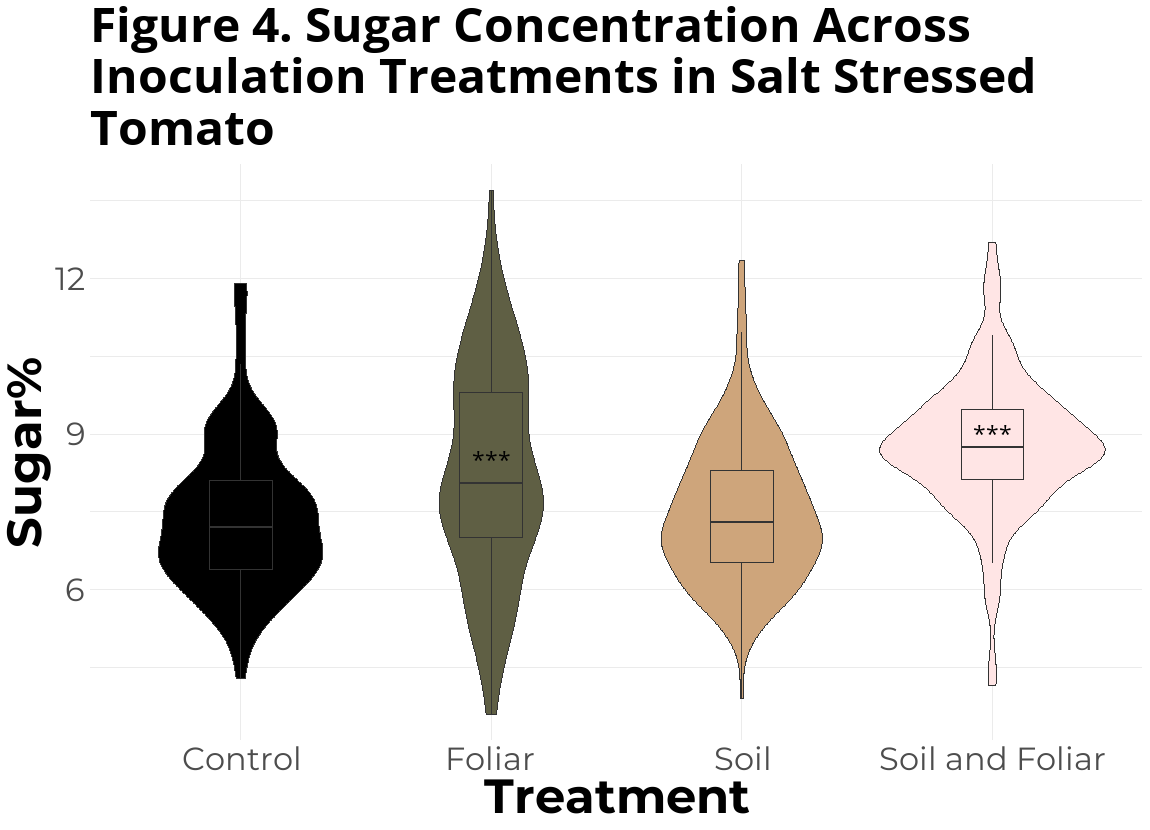 Figure 4. Sugar Concentration Across
Inoculation Treatments in Salt Stressed
Tomato
Sugar%
12
9
6
***
***
Control
Foliar
Soil
Soil and Foliar
Treatment